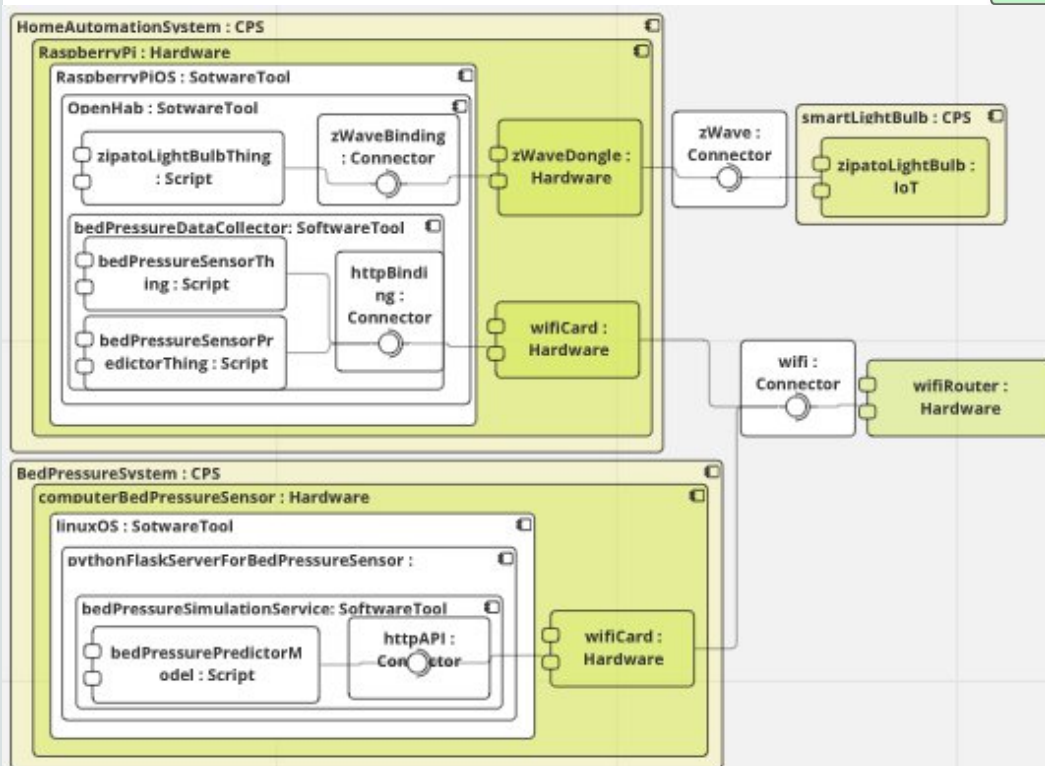 HomeAutomationSystem : CPS
RaspberryPi : Hardware
RaspberryPiOS : SotwareTool
OpenHab : SotwareTool
zipatoLightBulbThing
: Script
zWaveBinding
: Connector
zWaveDongle :
Hardware
zWave :
Connector
smartLightBulb : CPS
zipatoLightBulb :
IoT
bedPressureDataCollector: SoftwareTool
bedPressureSensorTh
ing : Script
bedPressureSensorPr
edictorThing : Script
httpBindi
ng :
Connector
wifiCard :
Hardware
wifi :
Connector
wifiRouter :
Hardware
BedPressureSystem : CPS
computerBedPressureSensor : Hardware
linuxOS : SotwareTool
pythonFlaskServerForBedPressureSensor :
bedPressureSimulationService: SoftwareTool
bedPressurePredictorM
odel : Script
httpAPI :
Connector
wifiCard :
Hardware